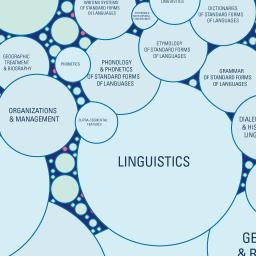 WRITING SYSTEMS
OF STANDARD FORMS
OF LANGUAGES
LINGUISTICS
DICTIONARIES
OF STANDARD FORMS
OF LANGUAGES
GEOGRAPHIC
TREATMENT
& BIOGRAPHY
PHONETICS
PHONOLOGY
& PHONETICS
OF STANDARD FORMS
OF LANGUAGES
ETYMOLOGY
OF STANDARD FORMS
OF LANGUAGES
GRAMMAR
OF STANDARD FORMS
OF LANGUAGES
ORGANIZATIONS
& MANAGEMENT
SUPRA-SEGMENTAL
FEATURES
DIALE
& HIS
LING
LINGUISTICS
GE
& B